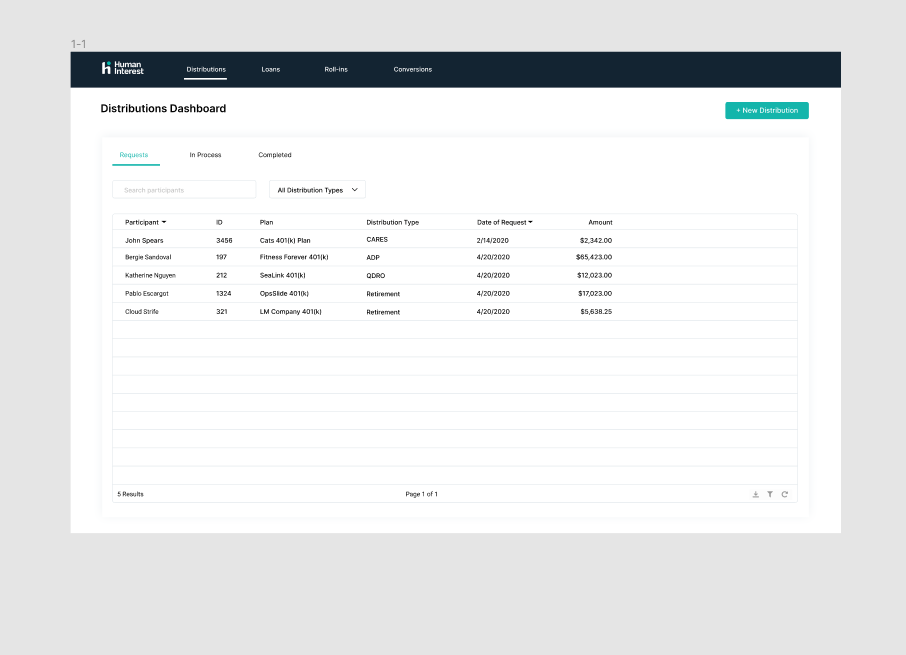 1-1
Human
Interest
Distributions Loans Roll-ins Conversions
Distributions Dashboard
+ New Distribution
Requests In Process Completed
Search participants All Distribution Types
Participant ID Plan Distribution Type Date of Request Amount
John Spears 3456 Cats 401(k) Plan CARES 2/14/2020 $2,342.00
Bergie Sandoval 197 Fitness Forever 401(k) ADP 4/20/2020 $65,423.00
Katherine Nguyen 212 SeaLink 401(k) QDRO 4/20/2020 $12,023.00
Pablo Escargot 1324 OpsSlide 401(k) Retirement 4/20/2020 $17,023.00
Cloud Strife 321 LM Company 401(k) Retirement 4/20/2020 $5,638.25
5 Results Page 1 of 1